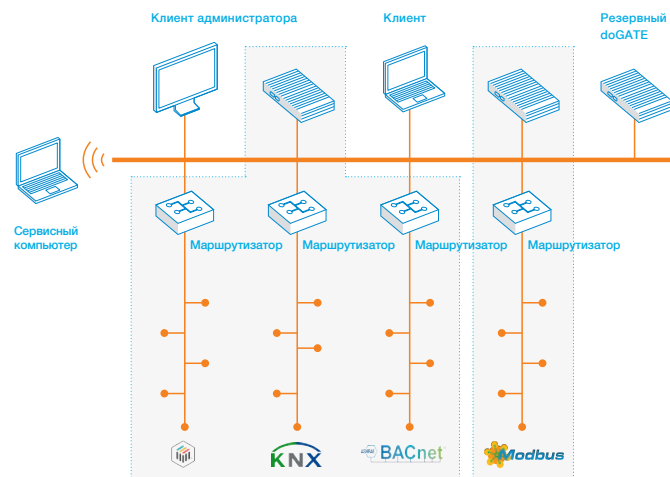 Клиент администратора
Клиент
Резервный
doGATE
Сервисный
компьютер
Маршрутизатор
Маршрутизатор
Маршрутизатор
Маршрутизатор
KNX
BACnet
Modbus